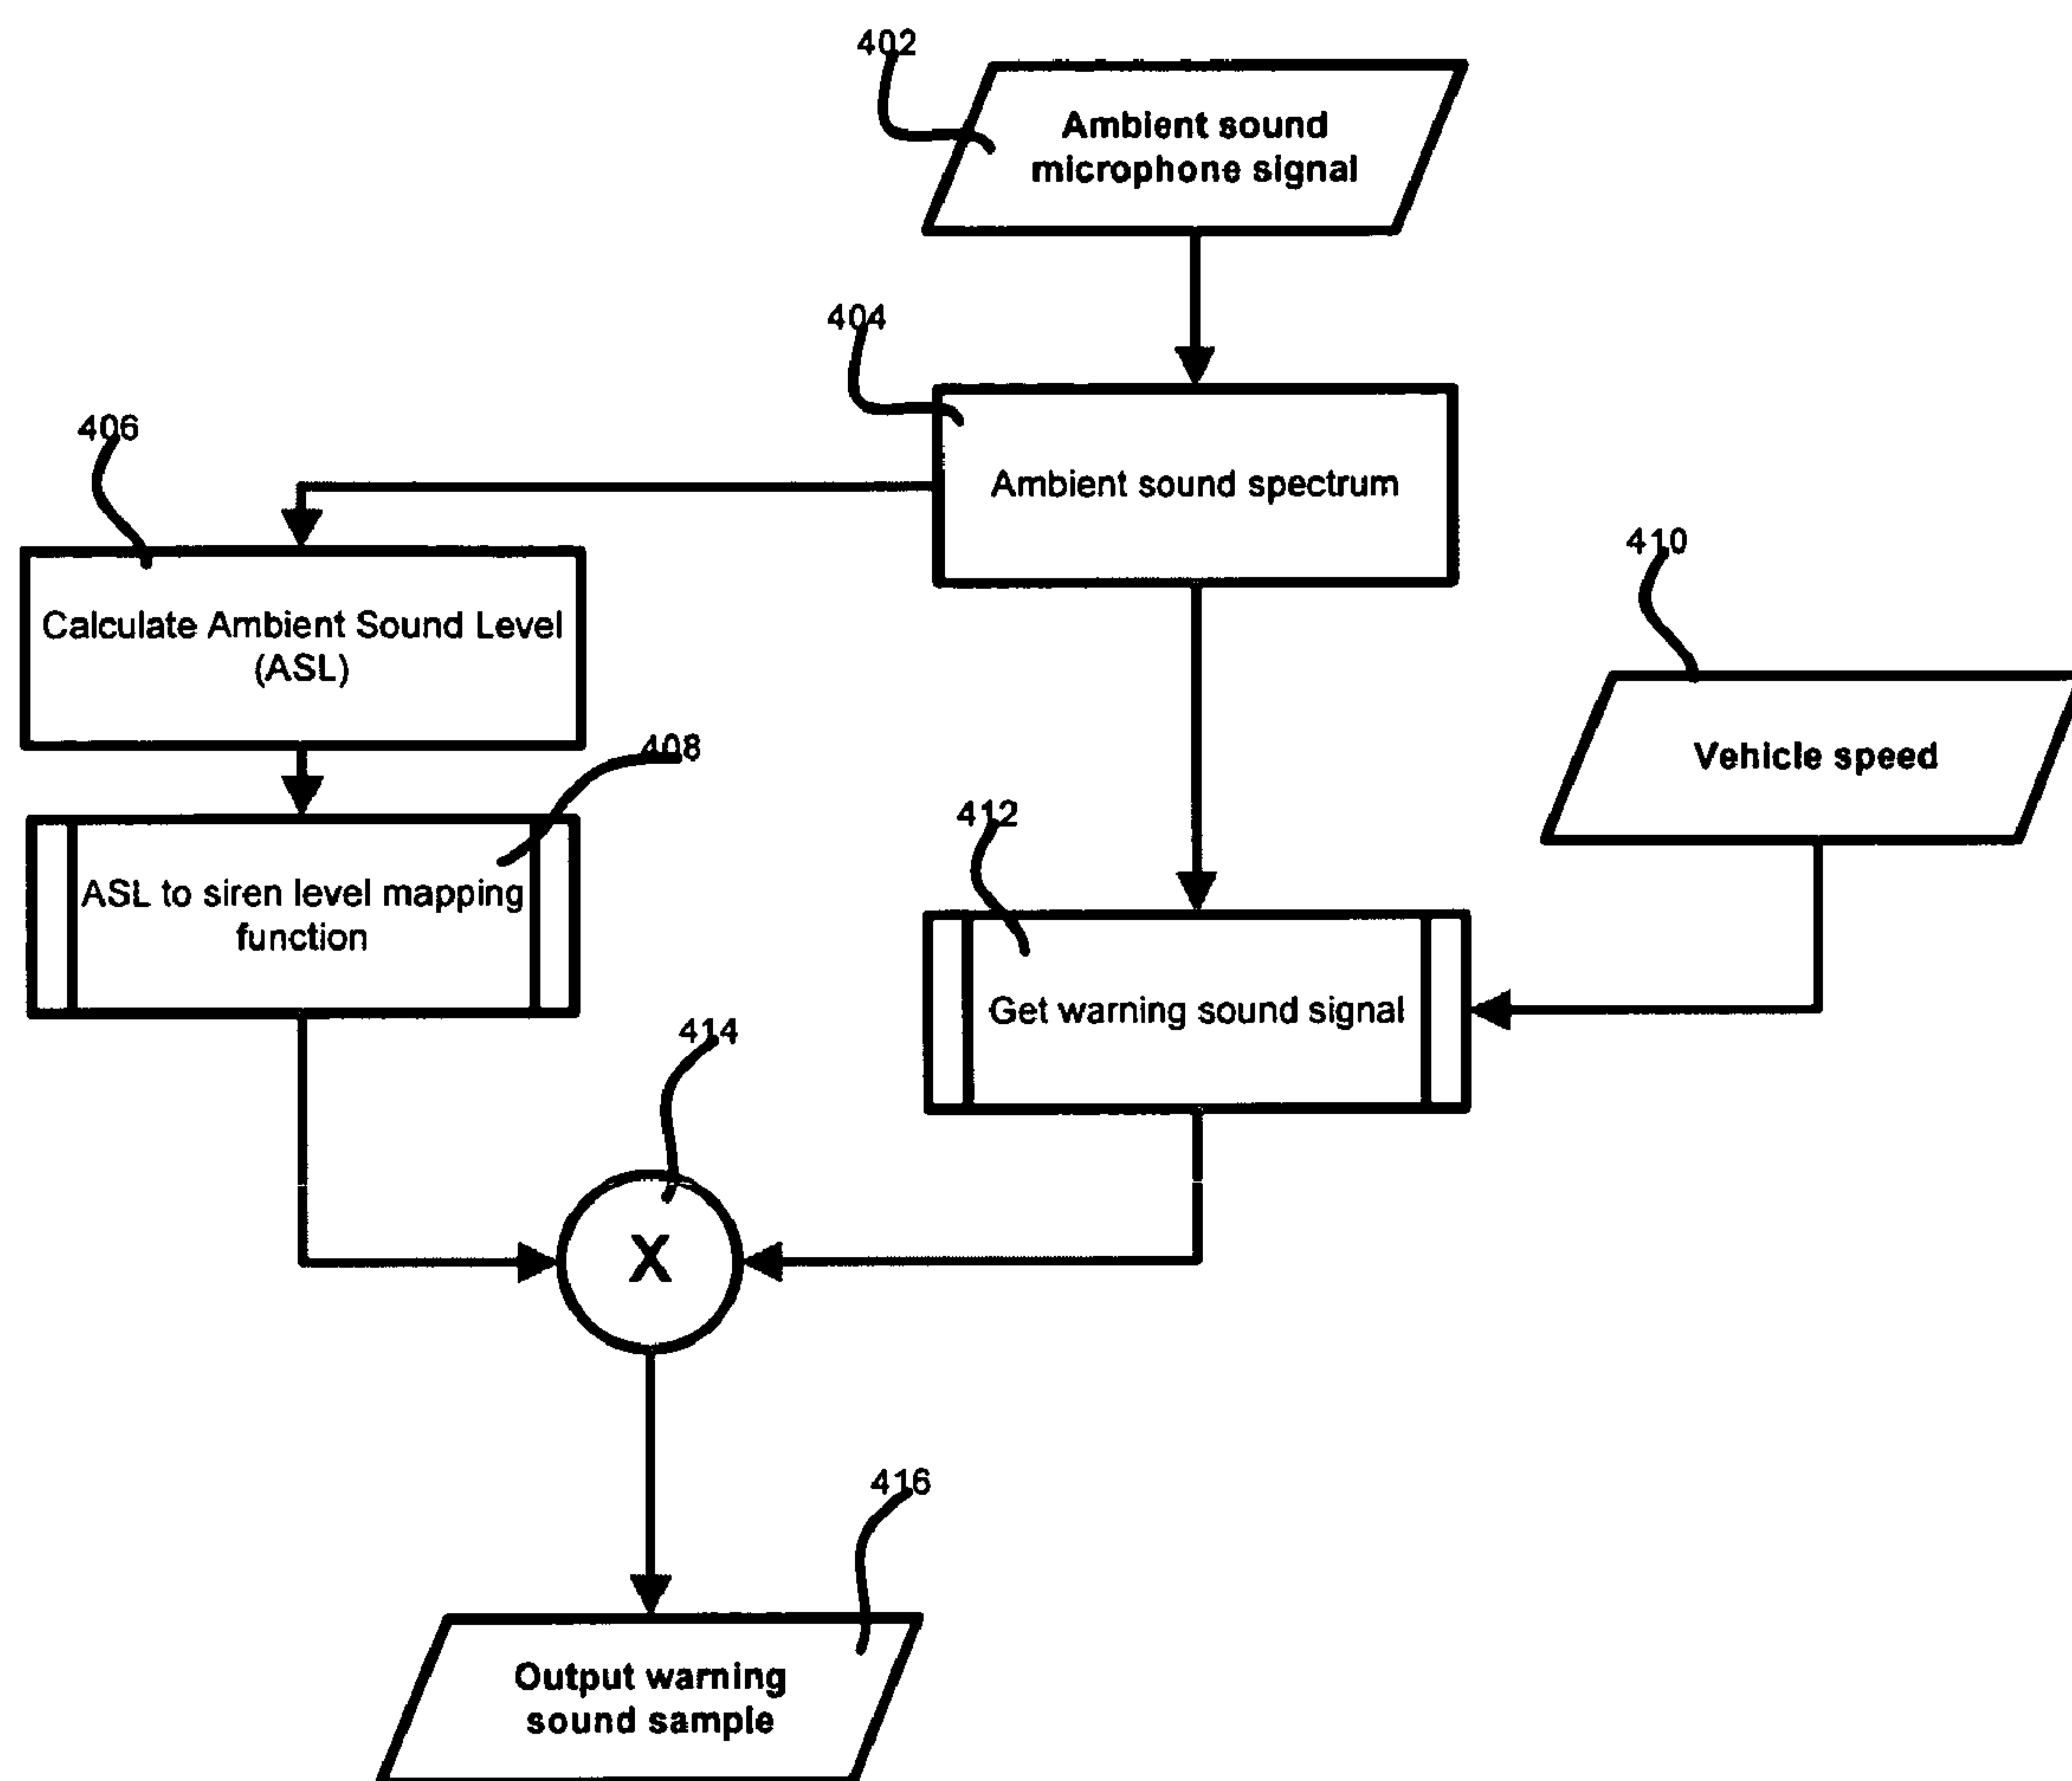 402
Ambient sound
microphone signal
404
Ambient sound spectrum
406
Calculate Ambient Sound Level
(ASL)
410
Vehicle speed
408
ASL to siren level mapping
function
412
Get warning sound signal
414
X
416
Output warning
sound sample